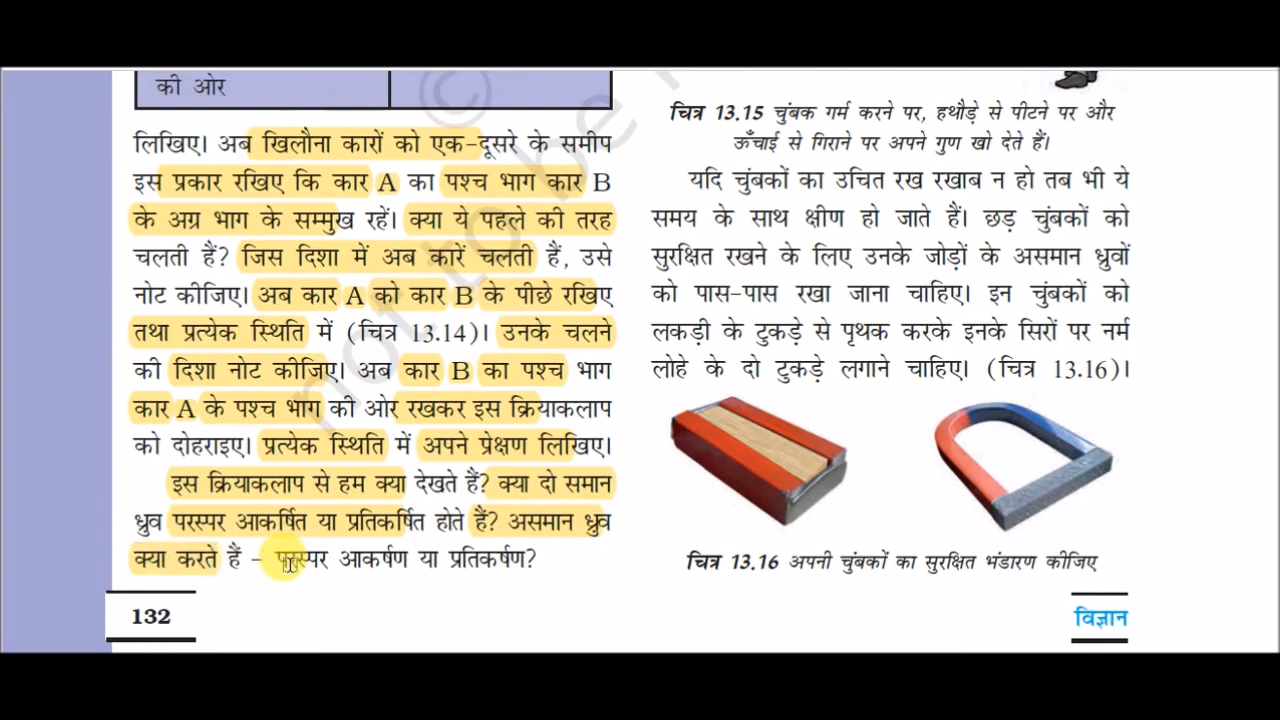 की ओर
लिखिए। अब खिलौना कारों को एक-दूसरे के समीप
इस प्रकार रखिए कि कार A का पश्च भाग कार B
के अग्र भाग के सम्मुख रहें। क्या ये पहले की तरह
चलती हैं? जिस दिशा में अब कारें चलती हैं, उसे
नोट कीजिए। अब कार A को कार B के पीछे रखिए
तथा प्रत्येक स्थिति में (चित्र 13.14)। उनके चलने
की दिशा नोट कीजिए। अब कार B का पश्च भाग
कार A के पश्च भाग की ओर रखकर इस क्रियाकलाप
को दोहराइए। प्रत्येक स्थिति में अपने प्रेक्षण लिखिए।
इस क्रियाकलाप से हम क्या देखते हैं? क्या दो समान
ध्रुव परस्पर आकर्षित या प्रतिकर्षित होते हैं? असमान ध्रुव
क्या करते हैं – परस्पर आकर्षण या प्रतिकर्षण?
132
चित्र 13.15 चुंबक गर्म करने पर, हथौड़े से पीटने पर और
ऊँचाई से गिराने पर अपने गुण खो देते हैं।
यदि चुंबकों का उचित रख रखाब न हो तब भी ये
समय के साथ क्षीण हो जाते हैं। छड़ चुंबकों को
सुरक्षित रखने के लिए उनके जोड़ों के असमान ध्रुवों
को पास-पास रखा जाना चाहिए। इन चुंबकों को
लकड़ी के टुकड़े से पृथक करके इनके सिरों पर नर्म
लोहे के दो टुकड़े लगाने चाहिए। (चित्र 13.16)।
चित्र 13.16 अपनी चुंबकों का सुरक्षित भंडारण कीजिए
विज्ञान
© not to be